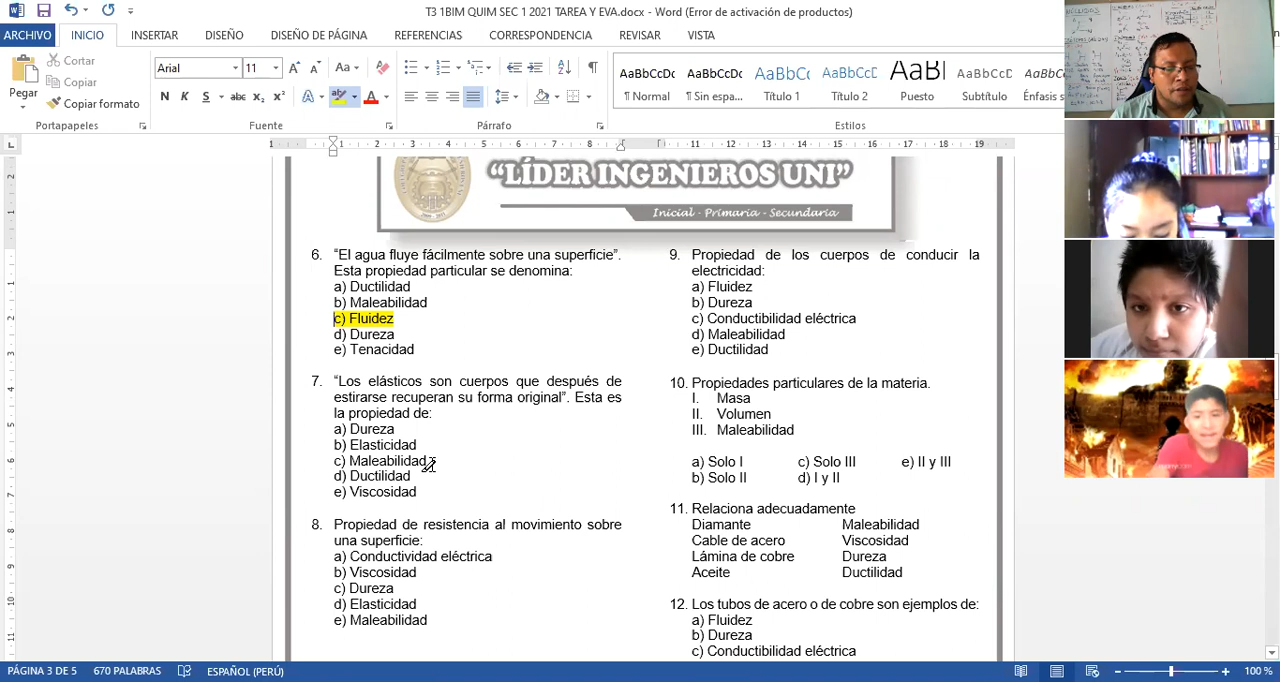 T3 1BIM QUIM SEC 1 2021 TAREA Y EVA.docx - Word (Error de activación de productos)
ARCHIVO INICIO INSERTAR DISEÑO DISEÑO DE PÁGINA REFERENCIAS CORRESPONDENCIA REVISAR VISTA
Cortar
Copiar
Copiar formato
Pegar
Portapapeles
Arial 11
Fuente
Párrafo
AaBbCcDc AaBbCcDc AaBbCc AaBbCcD AaBl AaBbCcD AaBbCcDc
¶ Normal ¶ Sin espa... Título 1 Título 2 Puesto Subtítulo Énfasis s
Estilos
“LÍDER INGENIEROS UNI”
Inicial - Primaria - Secundaria
6. “El agua fluye fácilmente sobre una superficie”.
Esta propiedad particular se denomina:
a) Ductilidad
b) Maleabilidad
c) Fluidez
d) Dureza
e) Tenacidad
7. “Los elásticos son cuerpos que después de
estirarse recuperan su forma original”. Esta es
la propiedad de:
a) Dureza
b) Elasticidad
c) Maleabilidad
d) Ductilidad
e) Viscosidad
8. Propiedad de resistencia al movimiento sobre
una superficie:
a) Conductividad eléctrica
b) Viscosidad
c) Dureza
d) Elasticidad
e) Maleabilidad
9. Propiedad de los cuerpos de conducir la
electricidad:
a) Fluidez
b) Dureza
c) Conductibilidad eléctrica
d) Maleabilidad
e) Ductilidad
10. Propiedades particulares de la materia.
I. Masa
II. Volumen
III. Maleabilidad
a) Solo I c) Solo III e) II y III
b) Solo II d) I y II
11. Relaciona adecuadamente
Diamante Maleabilidad
Cable de acero Viscosidad
Lámina de cobre Dureza
Aceite Ductilidad
12. Los tubos de acero o de cobre son ejemplos de:
a) Fluidez
b) Dureza
c) Conductibilidad eléctrica
PÁGINA 3 DE 5 670 PALABRAS ESPAÑOL (PERÚ) 100 %